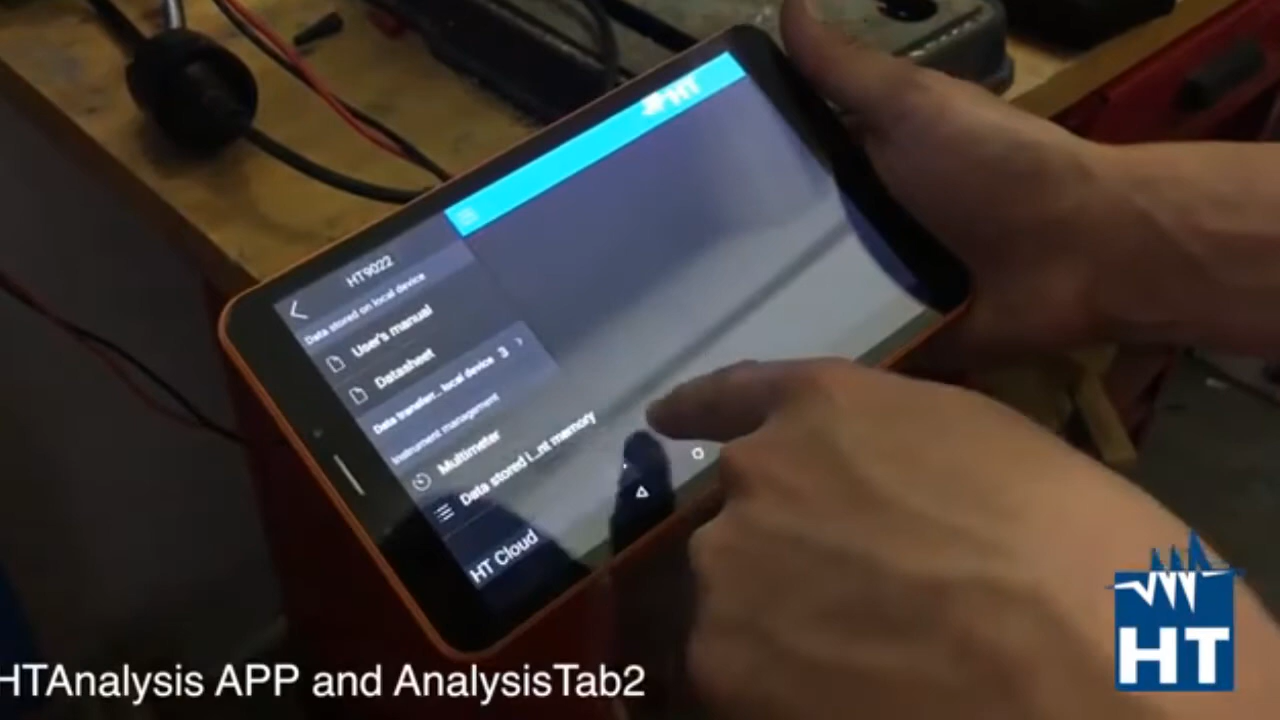 HT
HT9022
Data stored on local device
User's manual
Datasheet
Data transferr... local device 3
Instrument management
Multimeter
Data stored i...nt memory
HT Cloud
HTAnalysis APP and AnalysisTab2
HT